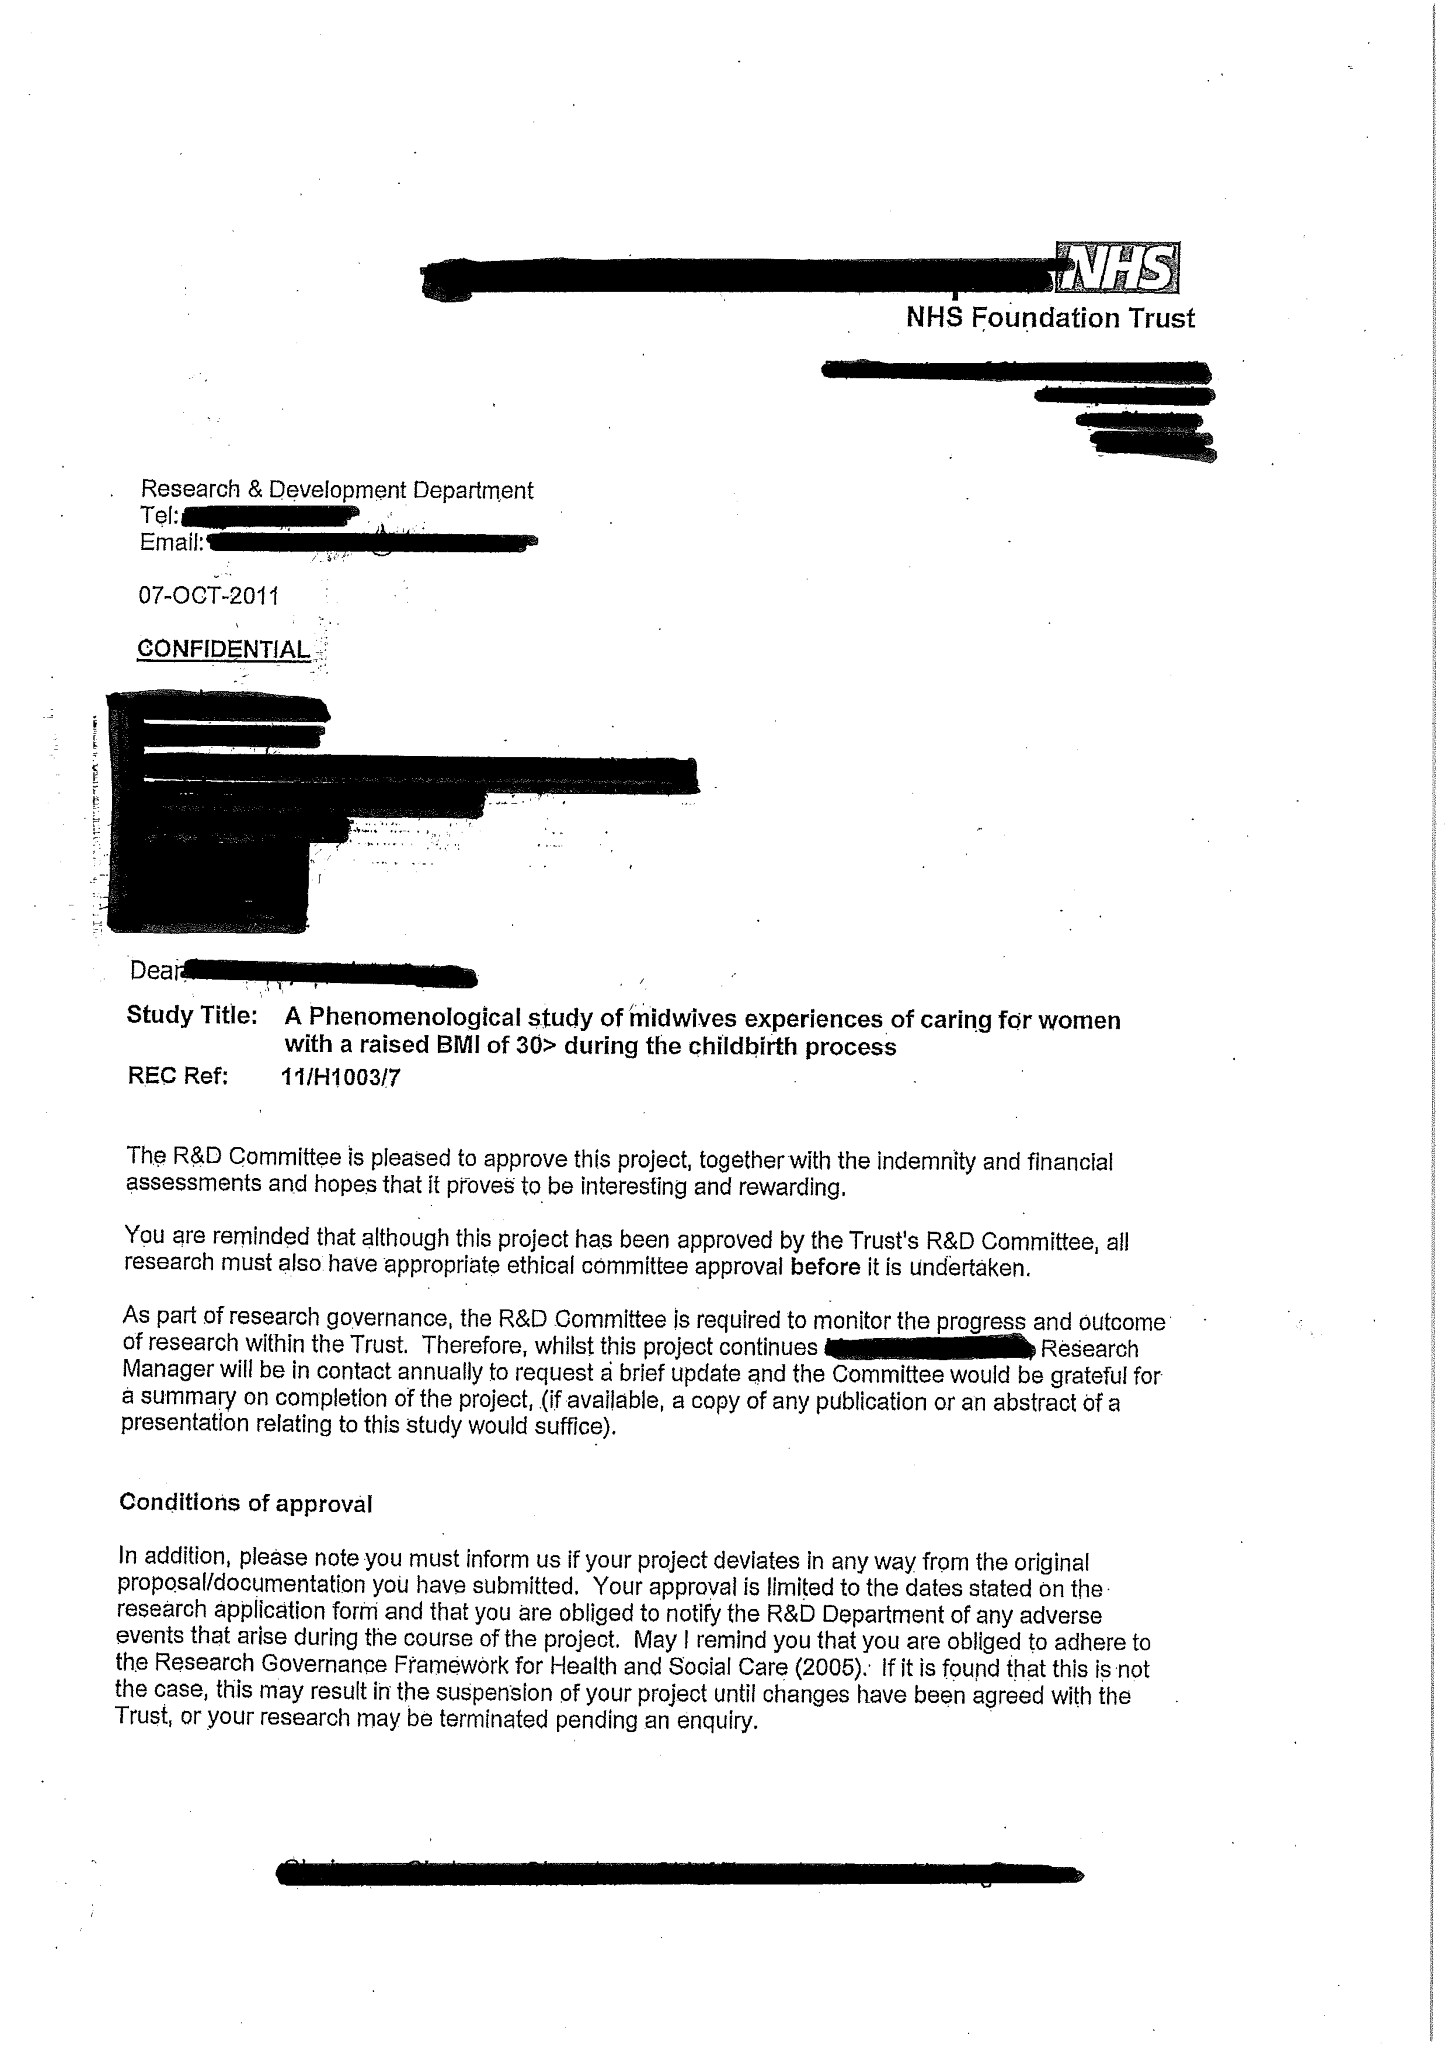 NHS
NHS Foundation Trust
Research & Development Department
Tel:
Email:
07-OCT-2011
CONFIDENTIAL
Dear
Study Title: A Phenomenological study of midwives experiences of caring for women
with a raised BMI of 30> during the childbirth process
REC Ref: 11/H1003/7
The R&D Committee is pleased to approve this project, together with the indemnity and financial
assessments and hopes that it proves to be interesting and rewarding.
You are reminded that although this project has been approved by the Trust's R&D Committee, all
research must also have appropriate ethical committee approval before it is undertaken.
As part of research governance, the R&D Committee is required to monitor the progress and outcome
of research within the Trust. Therefore, whilst this project continues Research
Manager will be in contact annually to request a brief update and the Committee would be grateful for
a summary on completion of the project, (if available, a copy of any publication or an abstract of a
presentation relating to this study would suffice).
Conditions of approval
In addition, please note you must inform us if your project deviates in any way from the original
proposal/documentation you have submitted. Your approval is limited to the dates stated on the
research application form and that you are obliged to notify the R&D Department of any adverse
events that arise during the course of the project. May I remind you that you are obliged to adhere to
the Research Governance Framework for Health and Social Care (2005). If it is found that this is not
the case, this may result in the suspension of your project until changes have been agreed with the
Trust, or your research may be terminated pending an enquiry.